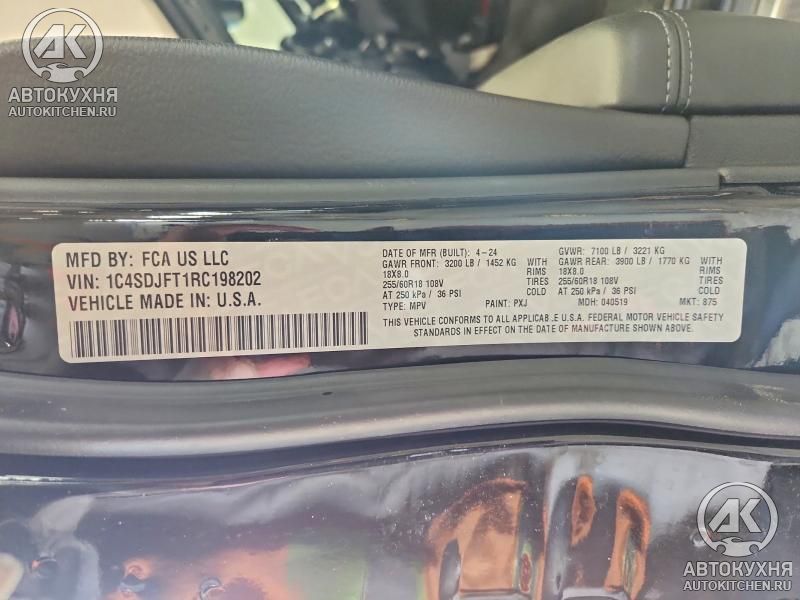 АК
АВТОКУХНЯ
AUTOKITCHEN.RU
MFD BY: FCA US LLC
VIN: 1C4SDJFT1RC198202
VEHICLE MADE IN: U.S.A.
DATE OF MFR (BUILT): 4-24
GAWR FRONT: 3200 LB / 1452 KG WITH
18X8.0 RIMS
255/60R18 108V TIRES
AT 250 kPa / 36 PSI COLD
TYPE: MPV PAINT: PXJ
GVWR: 7100 LB / 3221 KG
GAWR REAR: 3900 LB / 1770 KG WITH
18X8.0 RIMS
255/60R18 108V TIRES
AT 250 kPa / 36 PSI COLD
MDH: 040519 MKT: 875
THIS VEHICLE CONFORMS TO ALL APPLICAB .E U.S.A. FEDERAL MOTOR VEHICLE SAFETY
STANDARDS IN EFFECT ON THE DATE OF MANUFACTURE SHOWN ABOVE.
АК
АВТОКУХНЯ
AUTOKITCHEN.RU